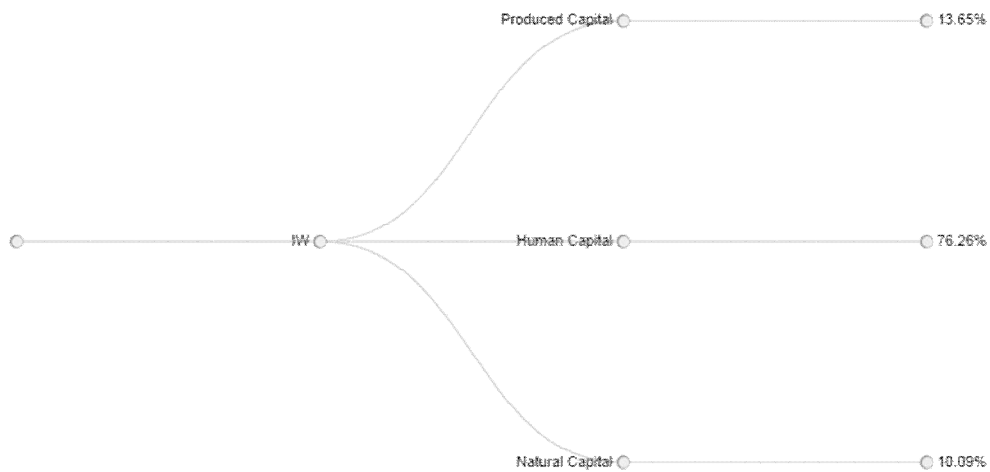 Produced Capital 13.65%
IW Human Capital 76.26%
Natural Capital 10.09%